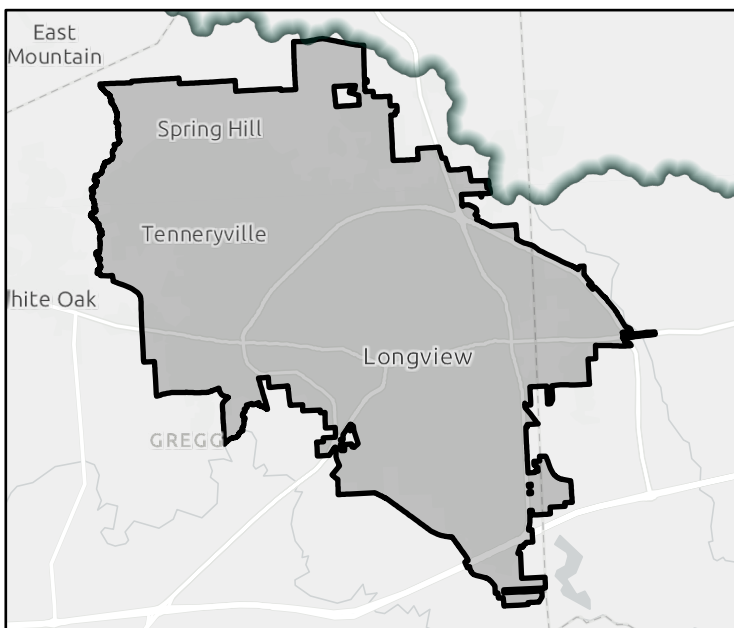 East
Mountain
Spring Hill
Tenneryville
hite Oak
Longview
GREGG